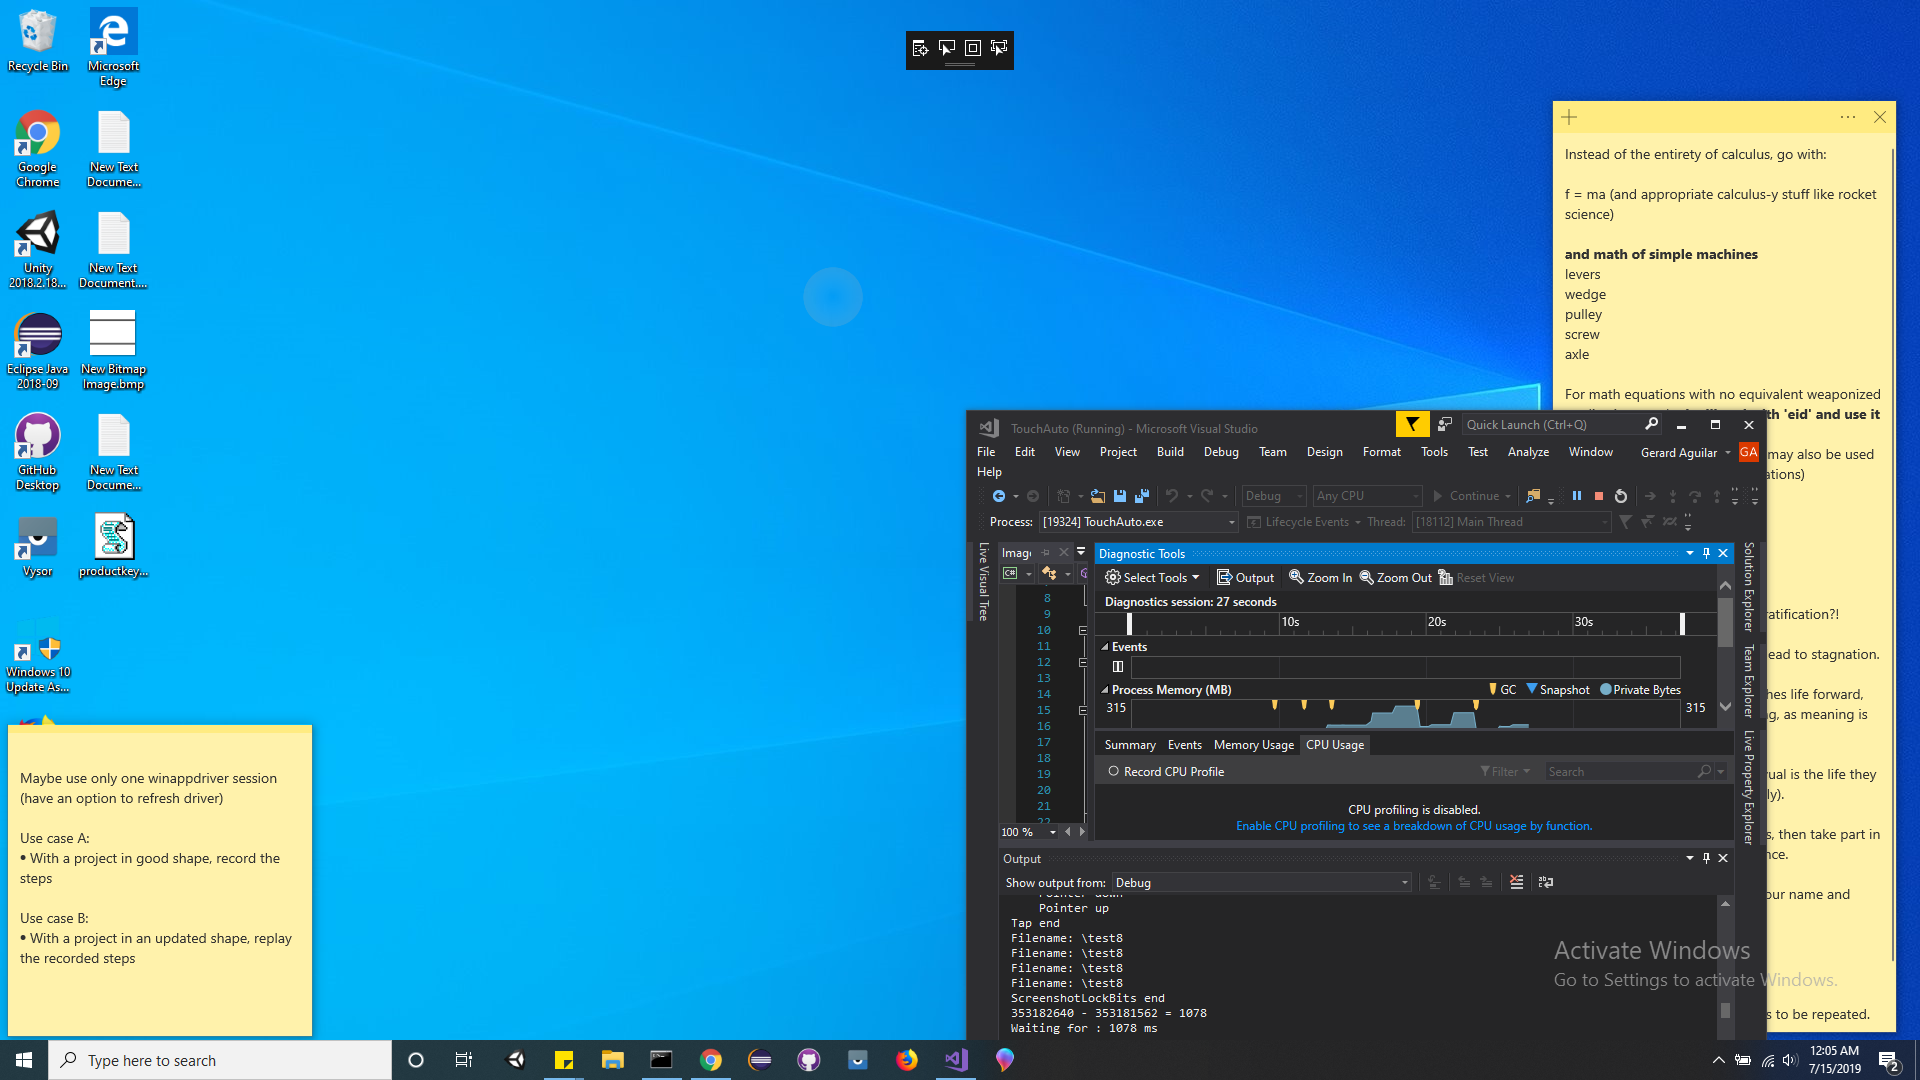 Recycle Bin
Microsoft
Edge
Google
Chrome
New Text
Docume...
Unity
2018.2.18...
New Text
Document....
Eclipse Java
2018-09
New Bitmap
Image.bmp
GitHub
Desktop
New Text
Docume...
Vysor
productkey...
Windows 10
Update As...
Maybe use only one winappdriver session
(have an option to refresh driver)
Use case A:
• With a project in good shape, record the
steps
Use case B:
• With a project in an updated shape, replay
the recorded steps
Instead of the entirety of calculus, go with:
f = ma (and appropriate calculus-y stuff like rocket
science)
and math of simple machines
levers
wedge
pulley
screw
axle
For math equations with no equivalent weaponized
th 'eid' and use it
may also be used
ations)
atification?!
ead to stagnation.
hes life forward,
g, as meaning is
ual is the life they
ly).
s, then take part in
nce.
our name and
s to be repeated.
TouchAuto (Running) - Microsoft Visual Studio
Quick Launch (Ctrl+Q)
File Edit View Project Build Debug Team Design Format Tools Test Analyze Window Gerard Aguilar GA
Help
Debug Any CPU Continue
Process: [19324] TouchAuto.exe Lifecycle Events Thread: [18112] Main Thread
Live Visual Tree
Imag
C#
8
9
10
11
12
13
14
15
16
17
18
19
20
21
22
100 %
Diagnostic Tools
Select Tools Output Zoom In Zoom Out Reset View
Diagnostics session: 27 seconds
10s 20s 30s
Events
Process Memory (MB) GC Snapshot Private Bytes
315 315
Summary Events Memory Usage CPU Usage
Record CPU Profile Filter Search
CPU profiling is disabled.
Enable CPU profiling to see a breakdown of CPU usage by function.
Solution Explorer
Team Explorer
Live Property Explorer
Output
Show output from: Debug
Pointer down
Pointer up
Tap end
Filename: \test8
Filename: \test8
Filename: \test8
Filename: \test8
ScreenshotLockBits end
353182640 - 353181562 = 1078
Waiting for : 1078 ms
Activate Windows
Go to Settings to activate Windows.
Type here to search
12:05 AM
7/15/2019
2